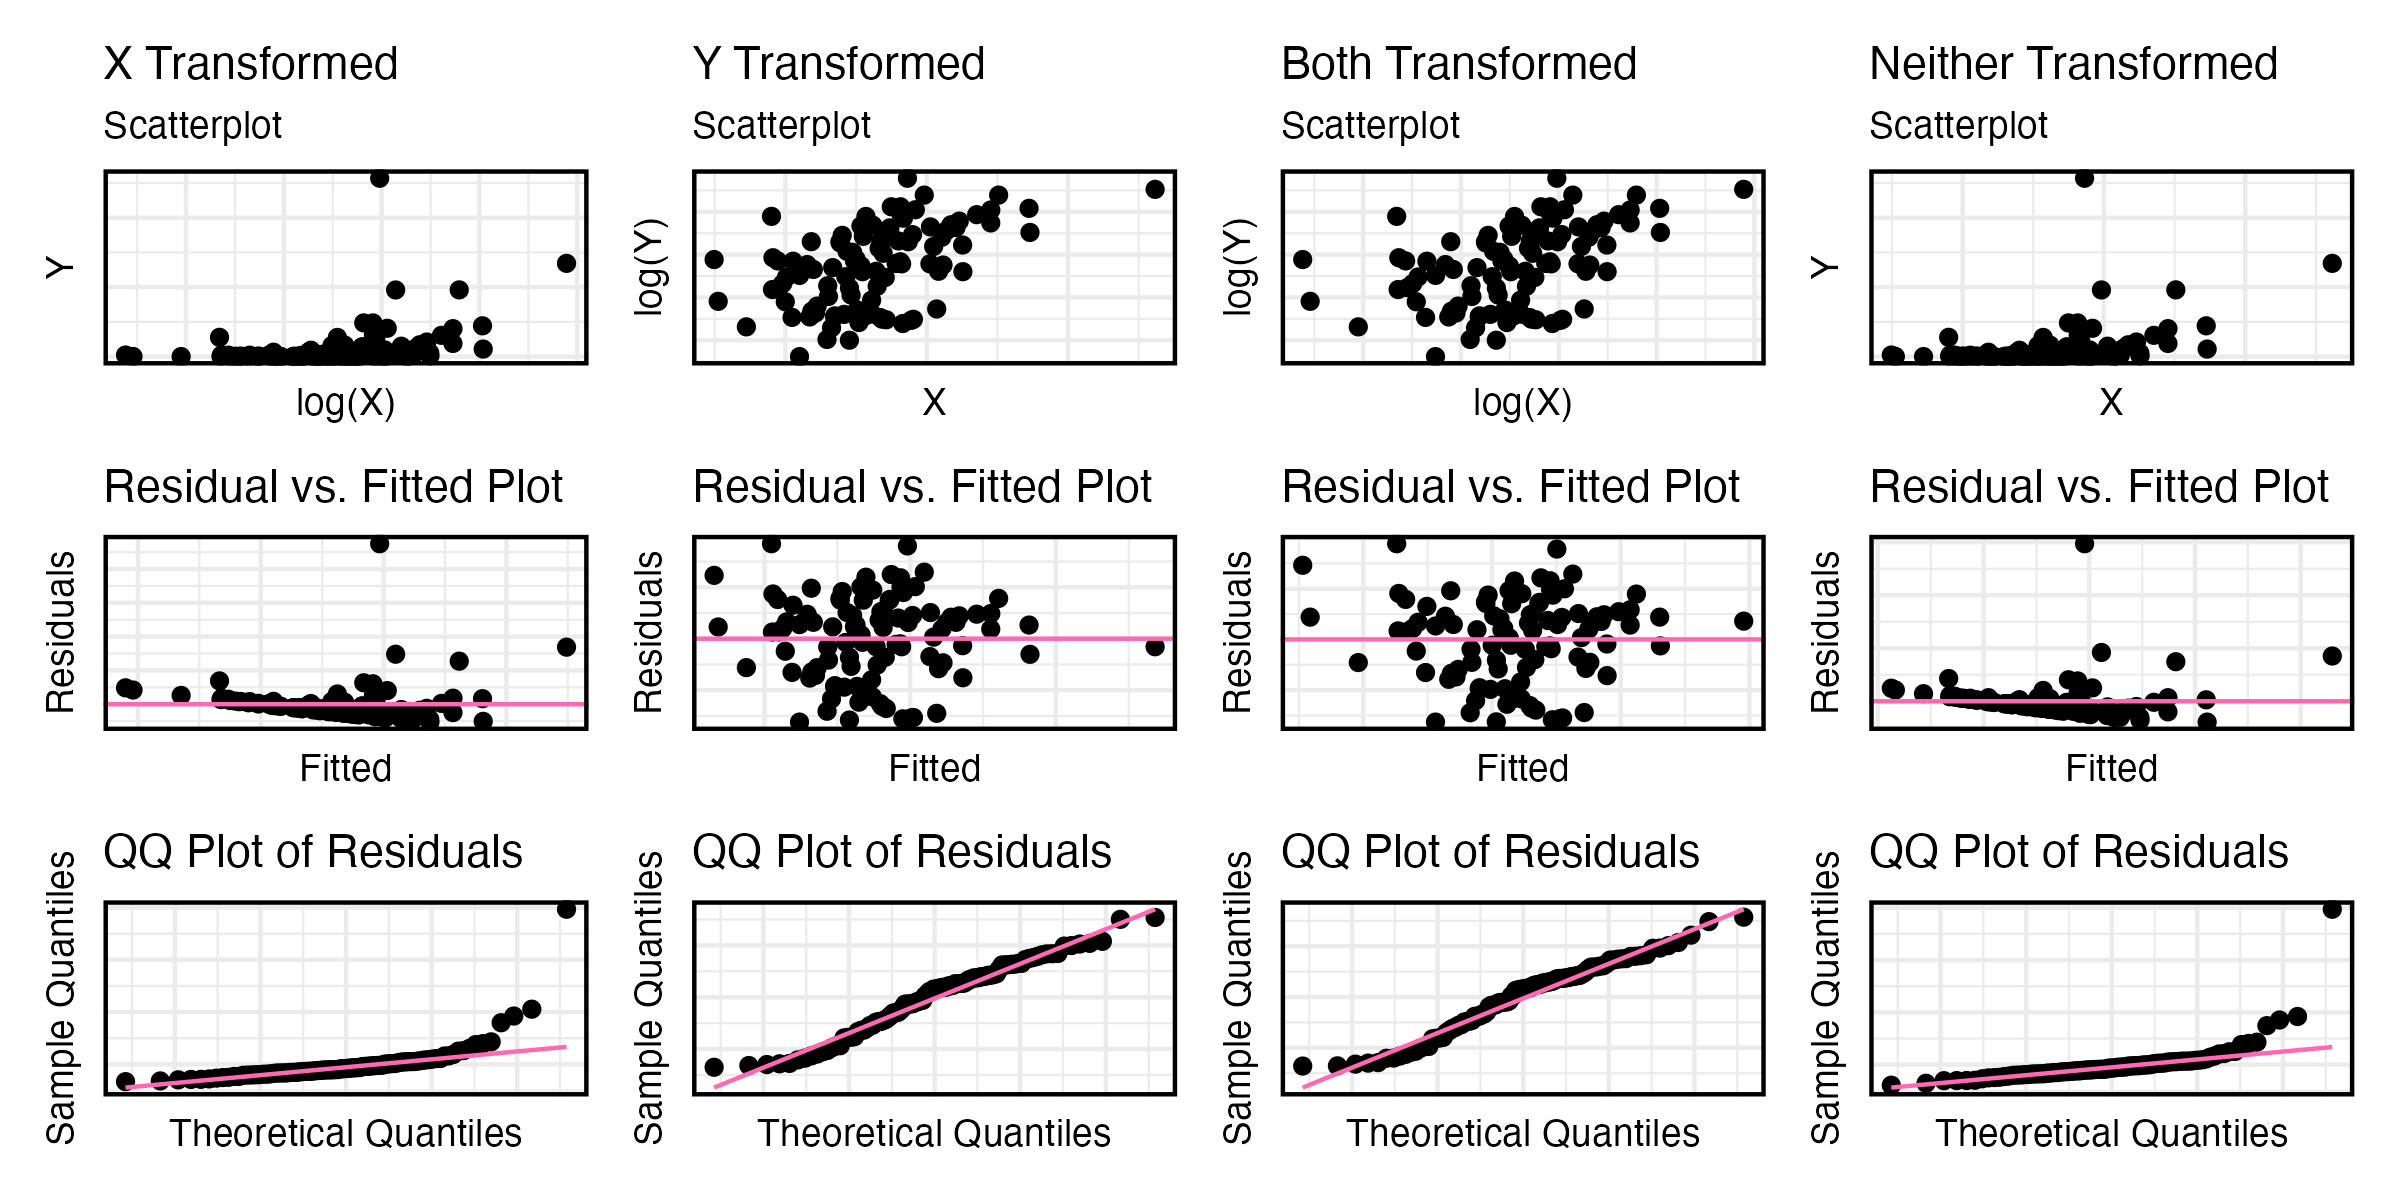 X Transformed
Scatterplot
Y
log(X)
Y Transformed
Scatterplot
log(Y)
X
Both Transformed
Scatterplot
log(Y)
log(X)
Neither Transformed
Scatterplot
Y
X
Residual vs. Fitted Plot
Residuals
Fitted
Residual vs. Fitted Plot
Residuals
Fitted
Residual vs. Fitted Plot
Residuals
Fitted
Residual vs. Fitted Plot
Residuals
Fitted
QQ Plot of Residuals
Sample Quantiles
Theoretical Quantiles
QQ Plot of Residuals
Sample Quantiles
Theoretical Quantiles
QQ Plot of Residuals
Sample Quantiles
Theoretical Quantiles
QQ Plot of Residuals
Sample Quantiles
Theoretical Quantiles